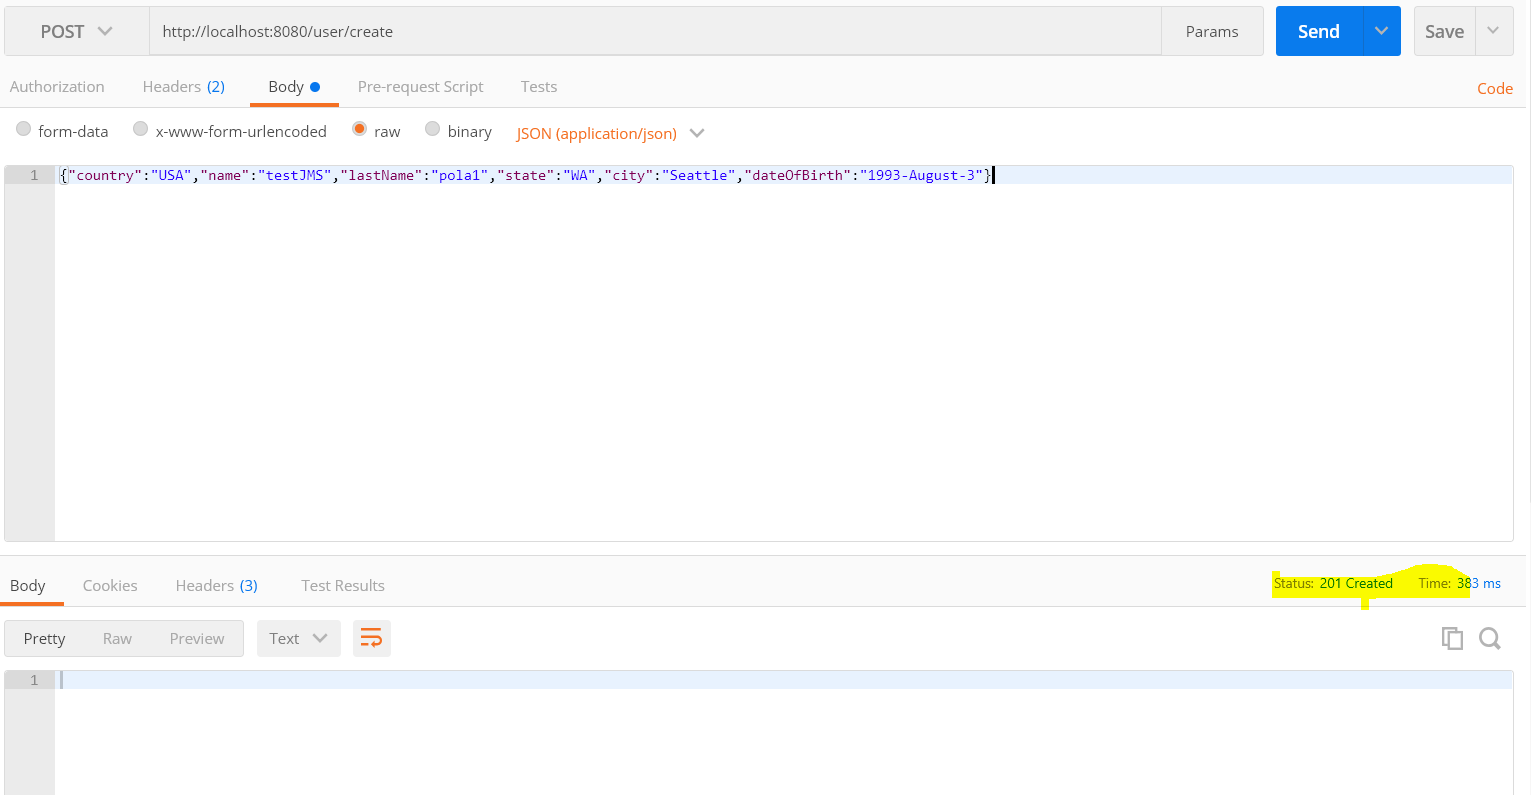 POST http://localhost:8080/user/create Params Send Save
Authorization Headers (2) Body Pre-request Script Tests Code
form-data x-www-form-urlencoded raw binary JSON (application/json)
1 {"country":"USA","name":"testJMS","lastName":"pola1","state":"WA","city":"Seattle","dateOfBirth":"1993-August-3"}
Body Cookies Headers (3) Test Results Status: 201 Created Time: 383 ms
Pretty Raw Preview Text
1